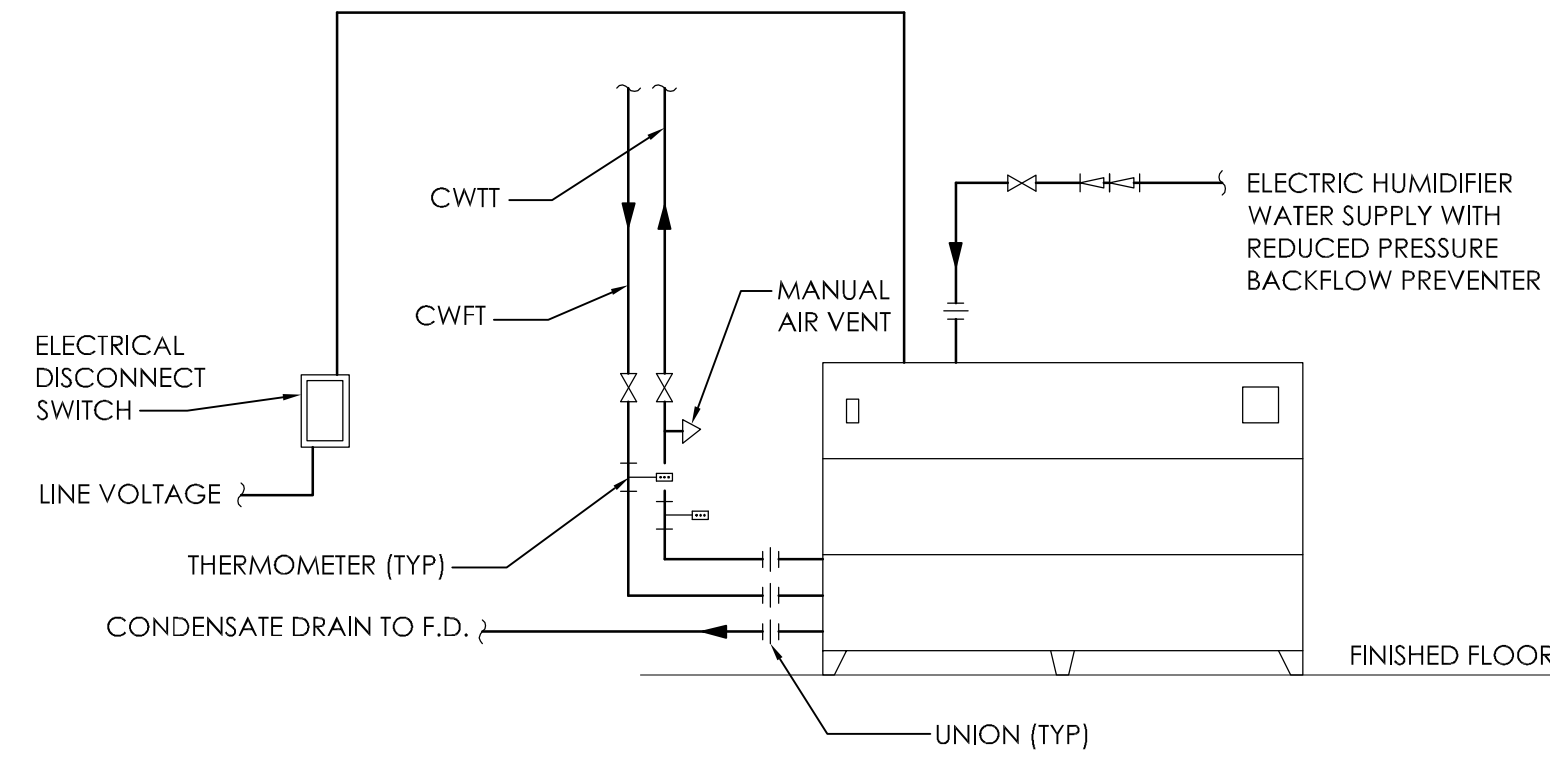 CWTT
ELECTRIC HUMIDIFIER
WATER SUPPLY WITH
REDUCED PRESSURE
BACKFLOW PREVENTER
CWFT
MANUAL
AIR VENT
ELECTRICAL
DISCONNECT
SWITCH
LINE VOLTAGE
THERMOMETER (TYP)
CONDENSATE DRAIN TO F.D.
FINISHED FLOOR
UNION (TYP)